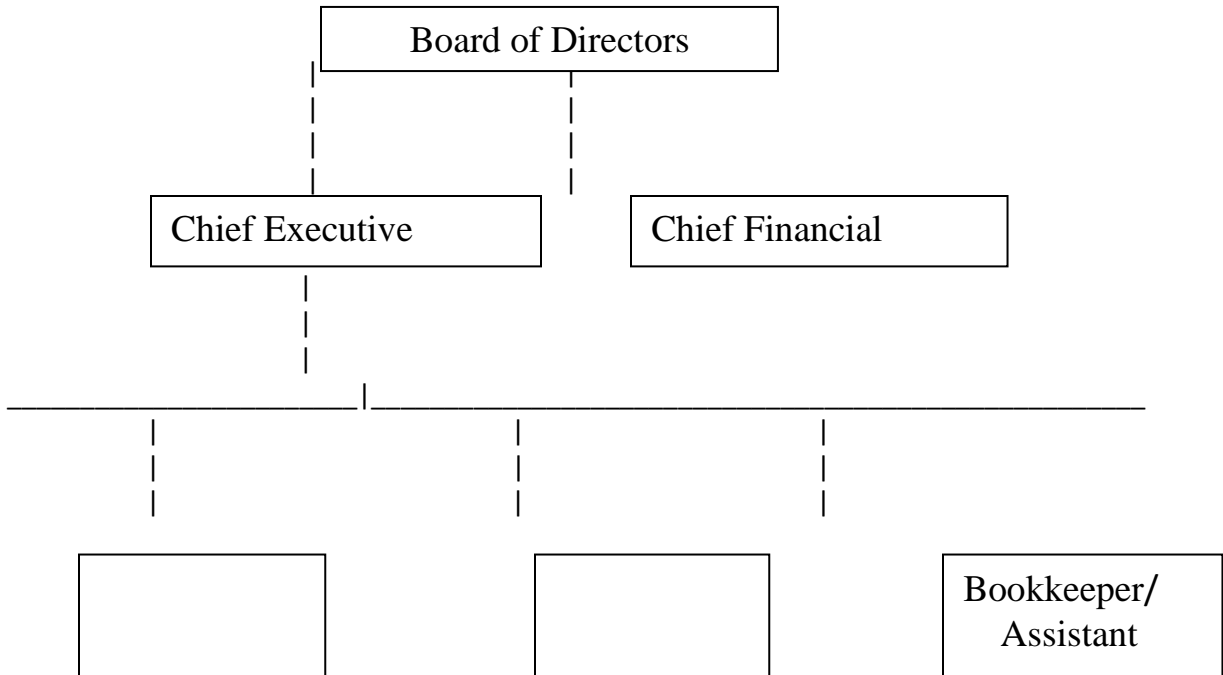 Board of Directors
Chief Executive
Chief Financial
Bookkeeper/
Assistant